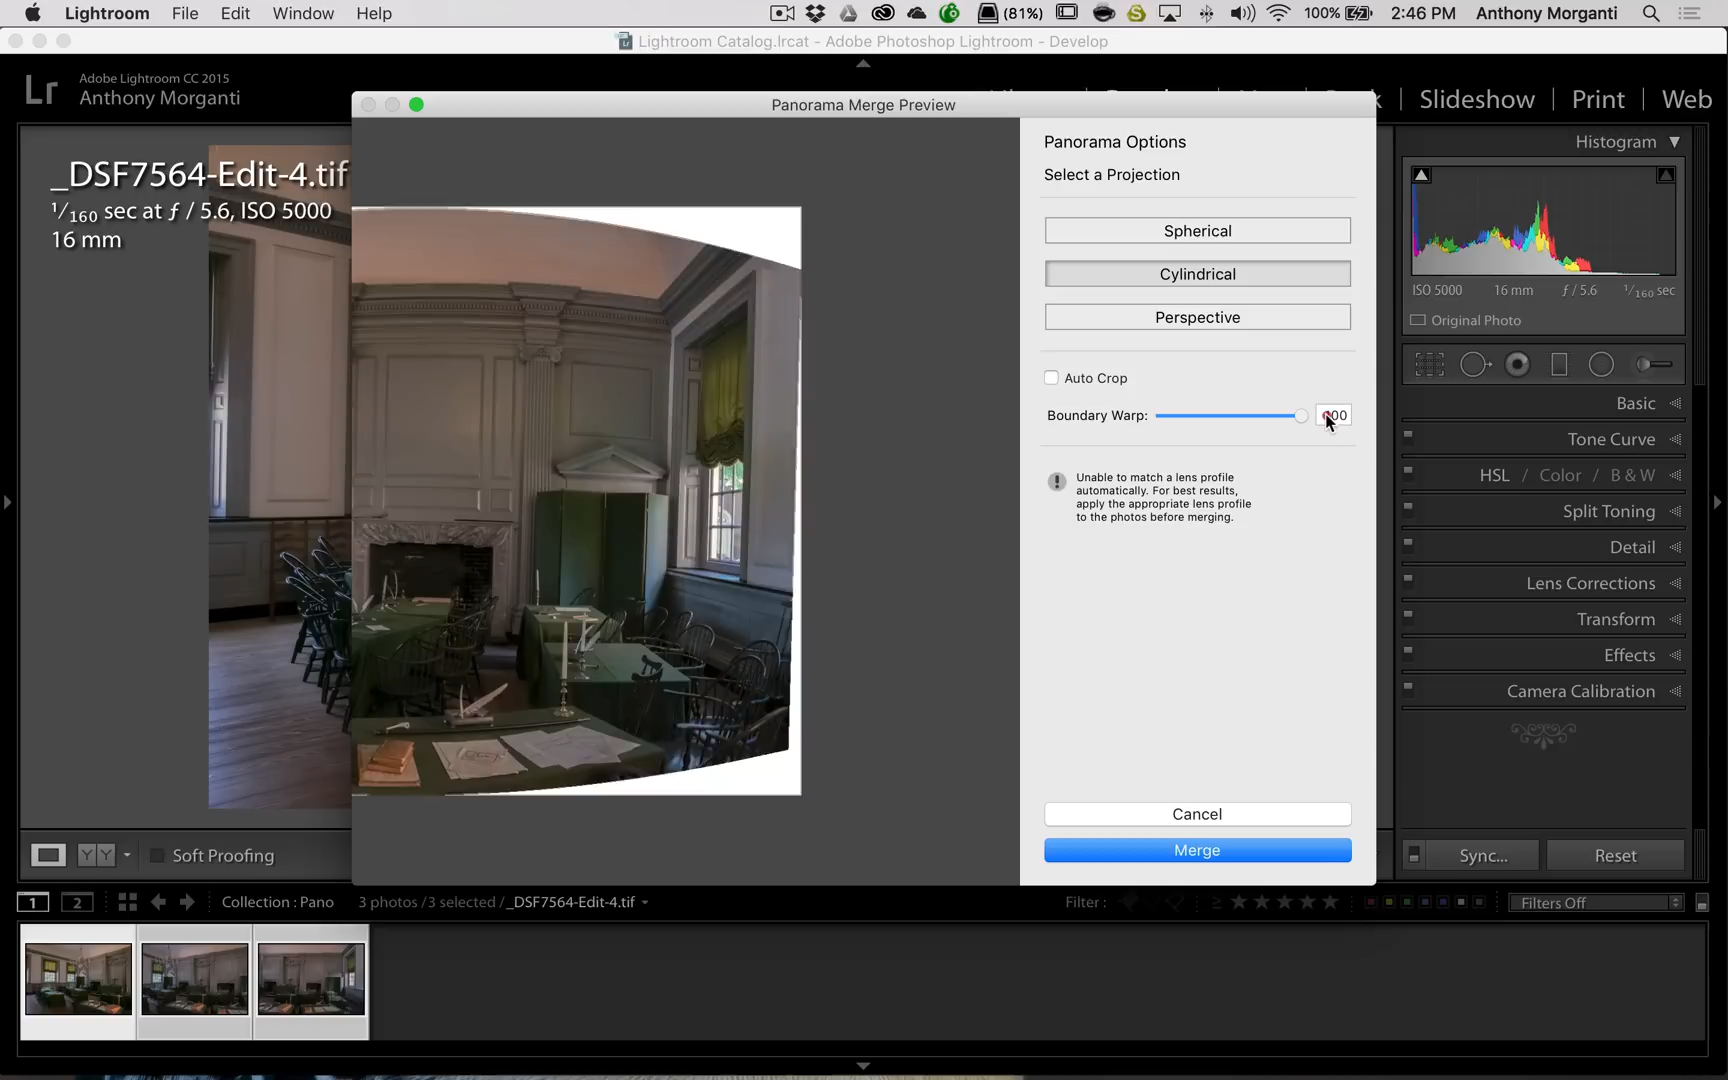 Lightroom File Edit Window Help (81%) 100% 2:46 PM Anthony Morganti
Lightroom Catalog.lrcat - Adobe Photoshop Lightroom - Develop
Lr Adobe Lightroom CC 2015
Anthony Morganti
Slideshow | Print | Web
Panorama Merge Preview
_DSF7564-Edit-4.tif
1/160 sec at ƒ / 5.6, ISO 5000
16 mm
Panorama Options
Select a Projection
Spherical
Cylindrical
Perspective
Auto Crop
Boundary Warp:
Unable to match a lens profile
automatically. For best results,
apply the appropriate lens profile
to the photos before merging.
Cancel
Merge
Histogram
ISO 5000 16 mm ƒ / 5.6 1/160 sec
Original Photo
Basic
Tone Curve
HSL / Color / B & W
Split Toning
Detail
Lens Corrections
Transform
Effects
Camera Calibration
Y Y Soft Proofing
Sync... Reset
1 2 Collection : Pano 3 photos /3 selected /_DSF7564-Edit-4.tif Filter : Filters Off